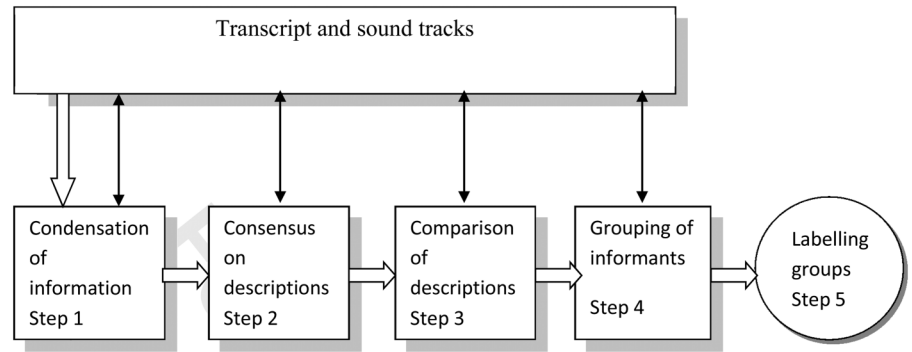 Transcript and sound tracks
Condensation
of
information
Step 1
Consensus
on
descriptions
Step 2
Comparison
of
descriptions
Step 3
Grouping of
informants
Step 4
Labelling
groups
Step 5